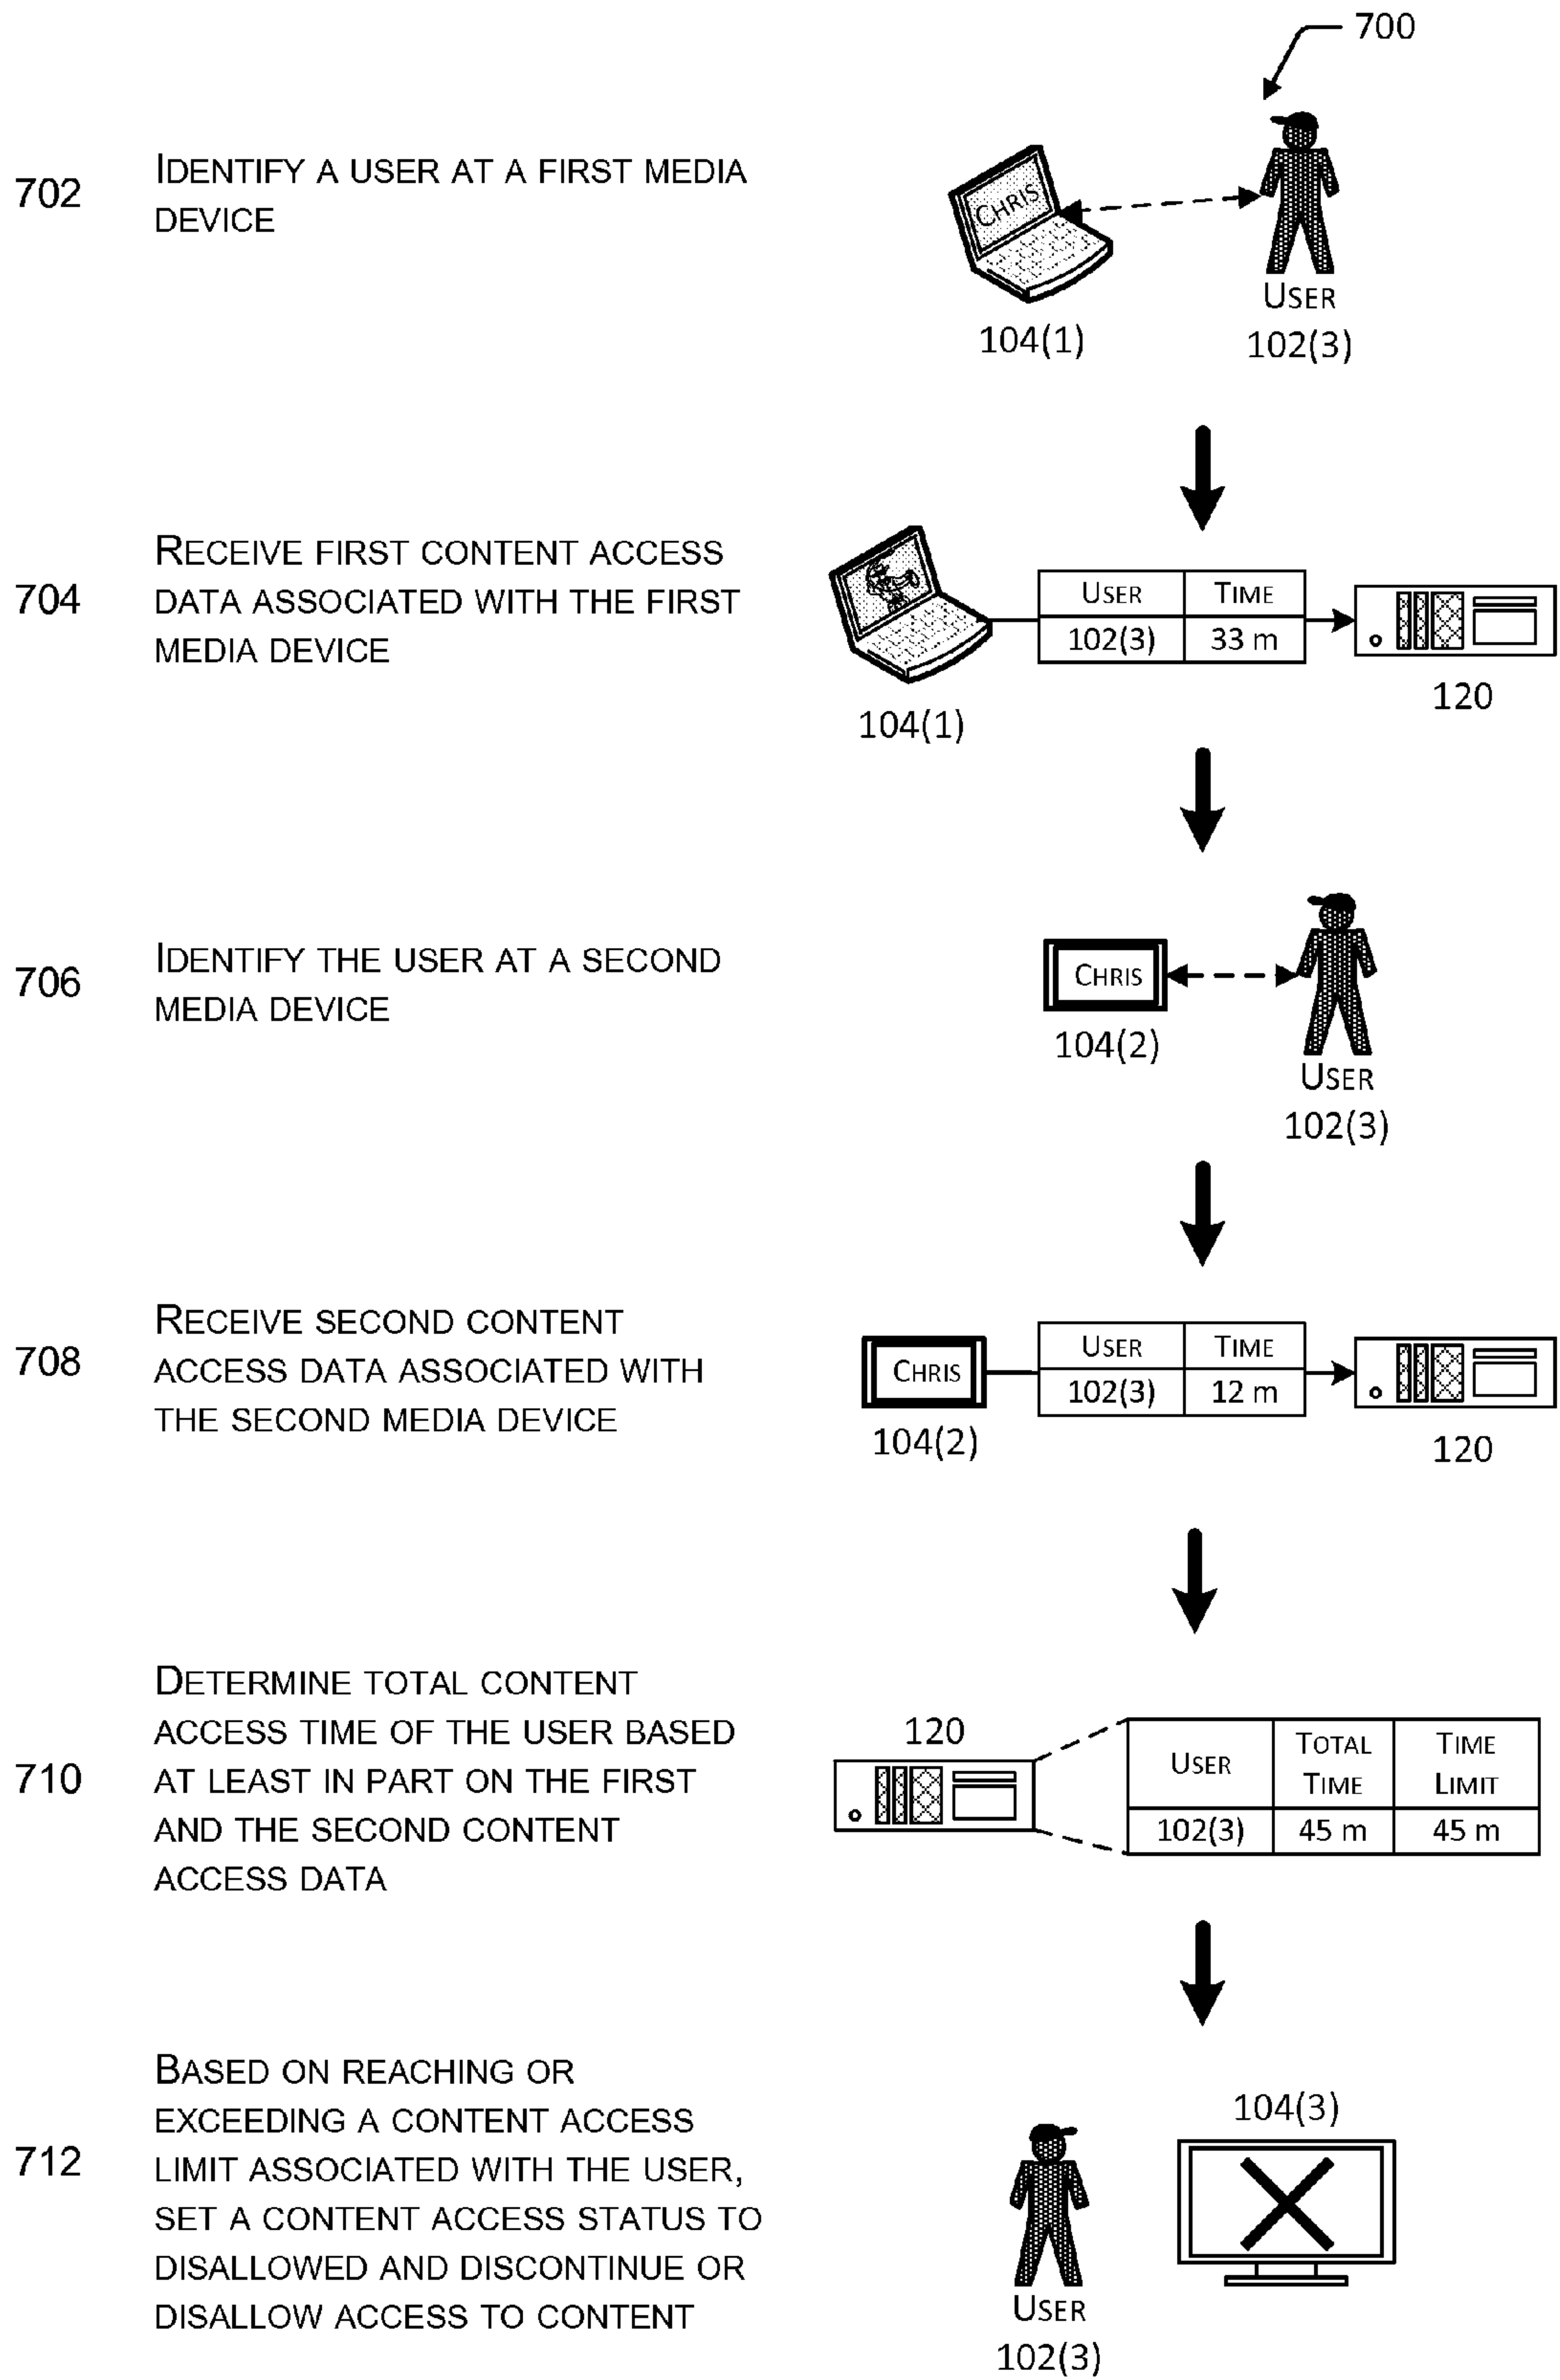 700
702
IDENTIFY A USER AT A FIRST MEDIA
DEVICE
CHRIS
104(1)
USER
102(3)
704
RECEIVE FIRST CONTENT ACCESS
DATA ASSOCIATED WITH THE FIRST
MEDIA DEVICE
USER TIME
102(3) 33 m
104(1)
120
706
IDENTIFY THE USER AT A SECOND
MEDIA DEVICE
CHRIS
104(2)
USER
102(3)
708
RECEIVE SECOND CONTENT
ACCESS DATA ASSOCIATED WITH
THE SECOND MEDIA DEVICE
CHRIS
104(2)
USER TIME
102(3) 12 m
120
710
DETERMINE TOTAL CONTENT
ACCESS TIME OF THE USER BASED
AT LEAST IN PART ON THE FIRST
AND THE SECOND CONTENT
ACCESS DATA
120
USER
TOTAL
TIME
TIME
LIMIT
102(3) 45 m 45 m
712
BASED ON REACHING OR
EXCEEDING A CONTENT ACCESS
LIMIT ASSOCIATED WITH THE USER,
SET A CONTENT ACCESS STATUS TO
DISALLOWED AND DISCONTINUE OR
DISALLOW ACCESS TO CONTENT
104(3)
USER
102(3)